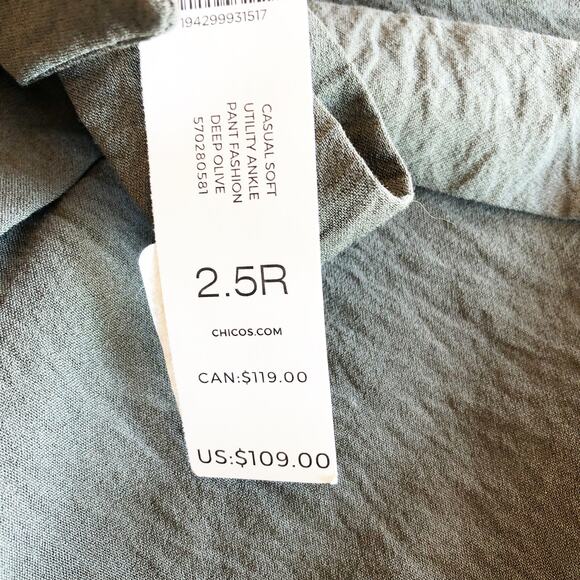 194299931517
CASUAL SOFT
UTILITY ANKLE
PANT FASHION
DEEP OLIVE
570280581
2.5R
CHICOS.COM
CAN:$119.00
US:$109.00